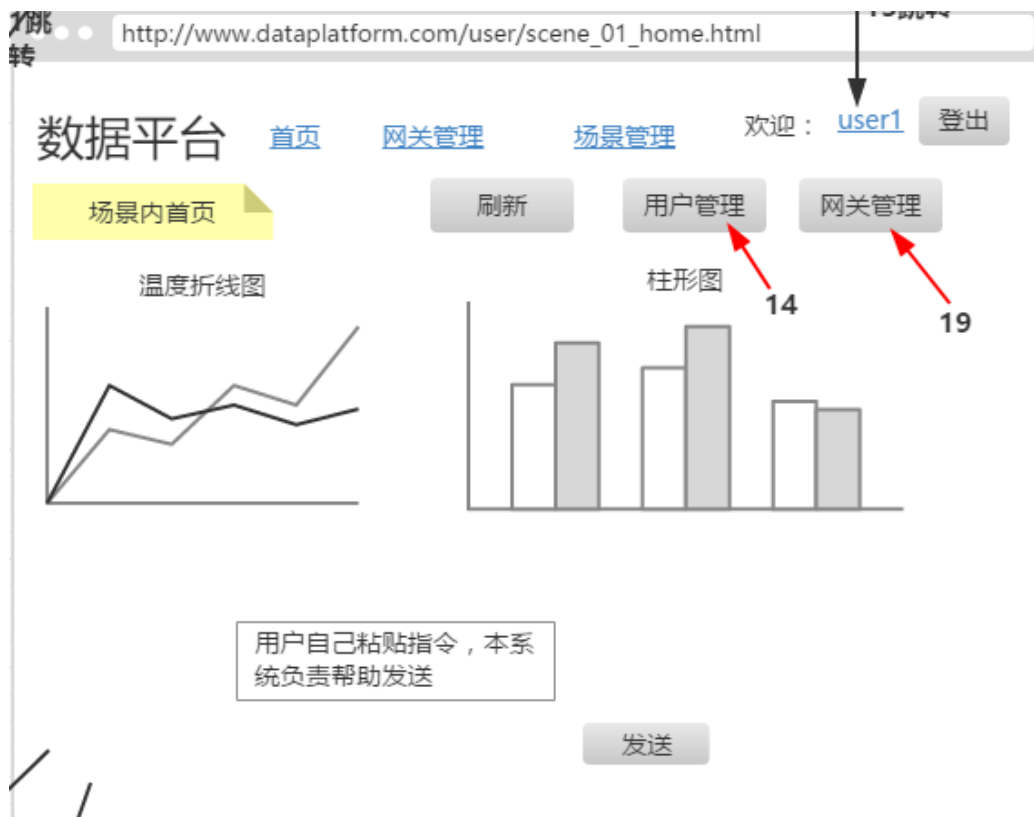 跳
转
http://www.dataplatform.com/user/scene_01_home.html
数据平台 首页 网关管理 场景管理 欢迎： user1 登出
场景内首页 刷新 用户管理 网关管理
温度折线图 柱形图
14
19
用户自己粘贴指令，本系
统负责帮助发送
发送